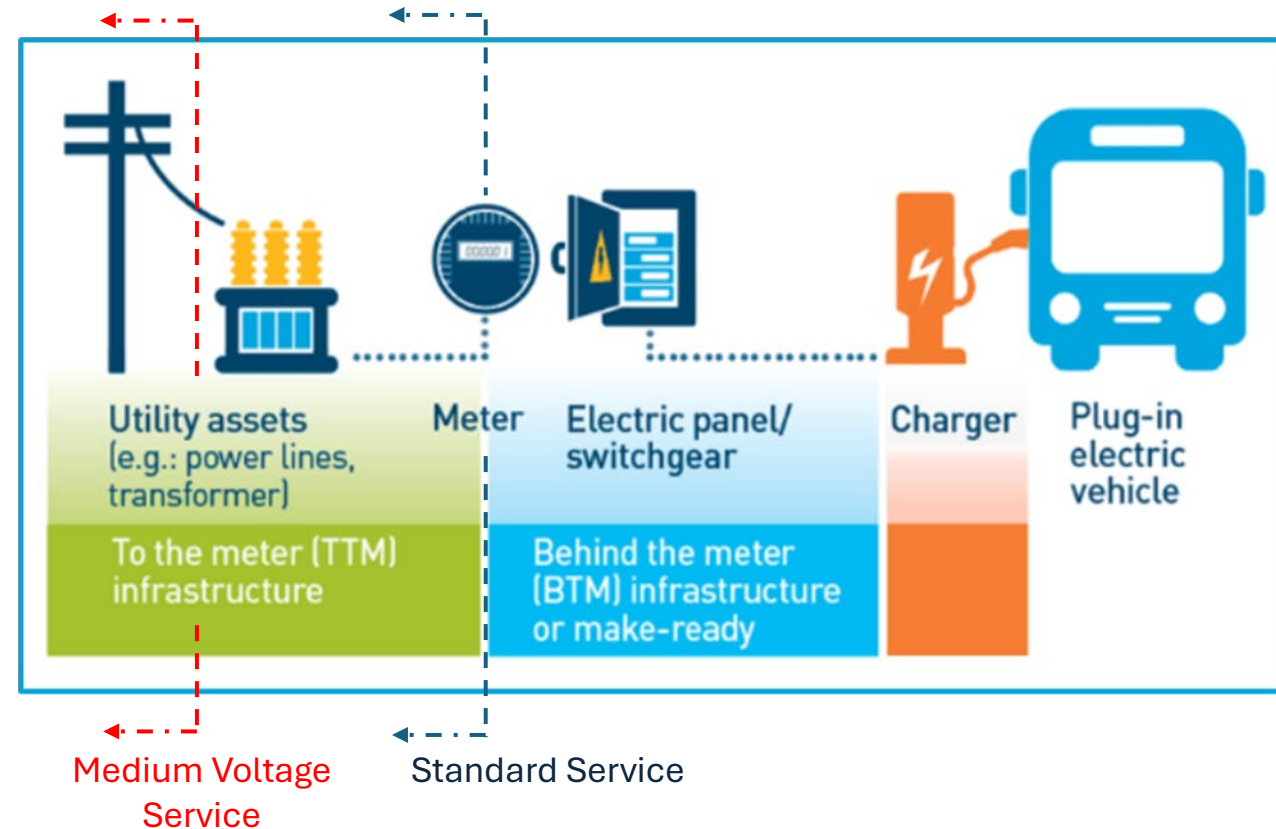 000001
Utility assets
(e.g.: power lines,
transformer)
Meter
Electric panel/
switchgear
Charger
Plug-in
electric
vehicle
To the meter (TTM)
infrastructure
Behind the meter
(BTM) infrastructure
or make-ready
Medium Voltage
Service
Standard Service